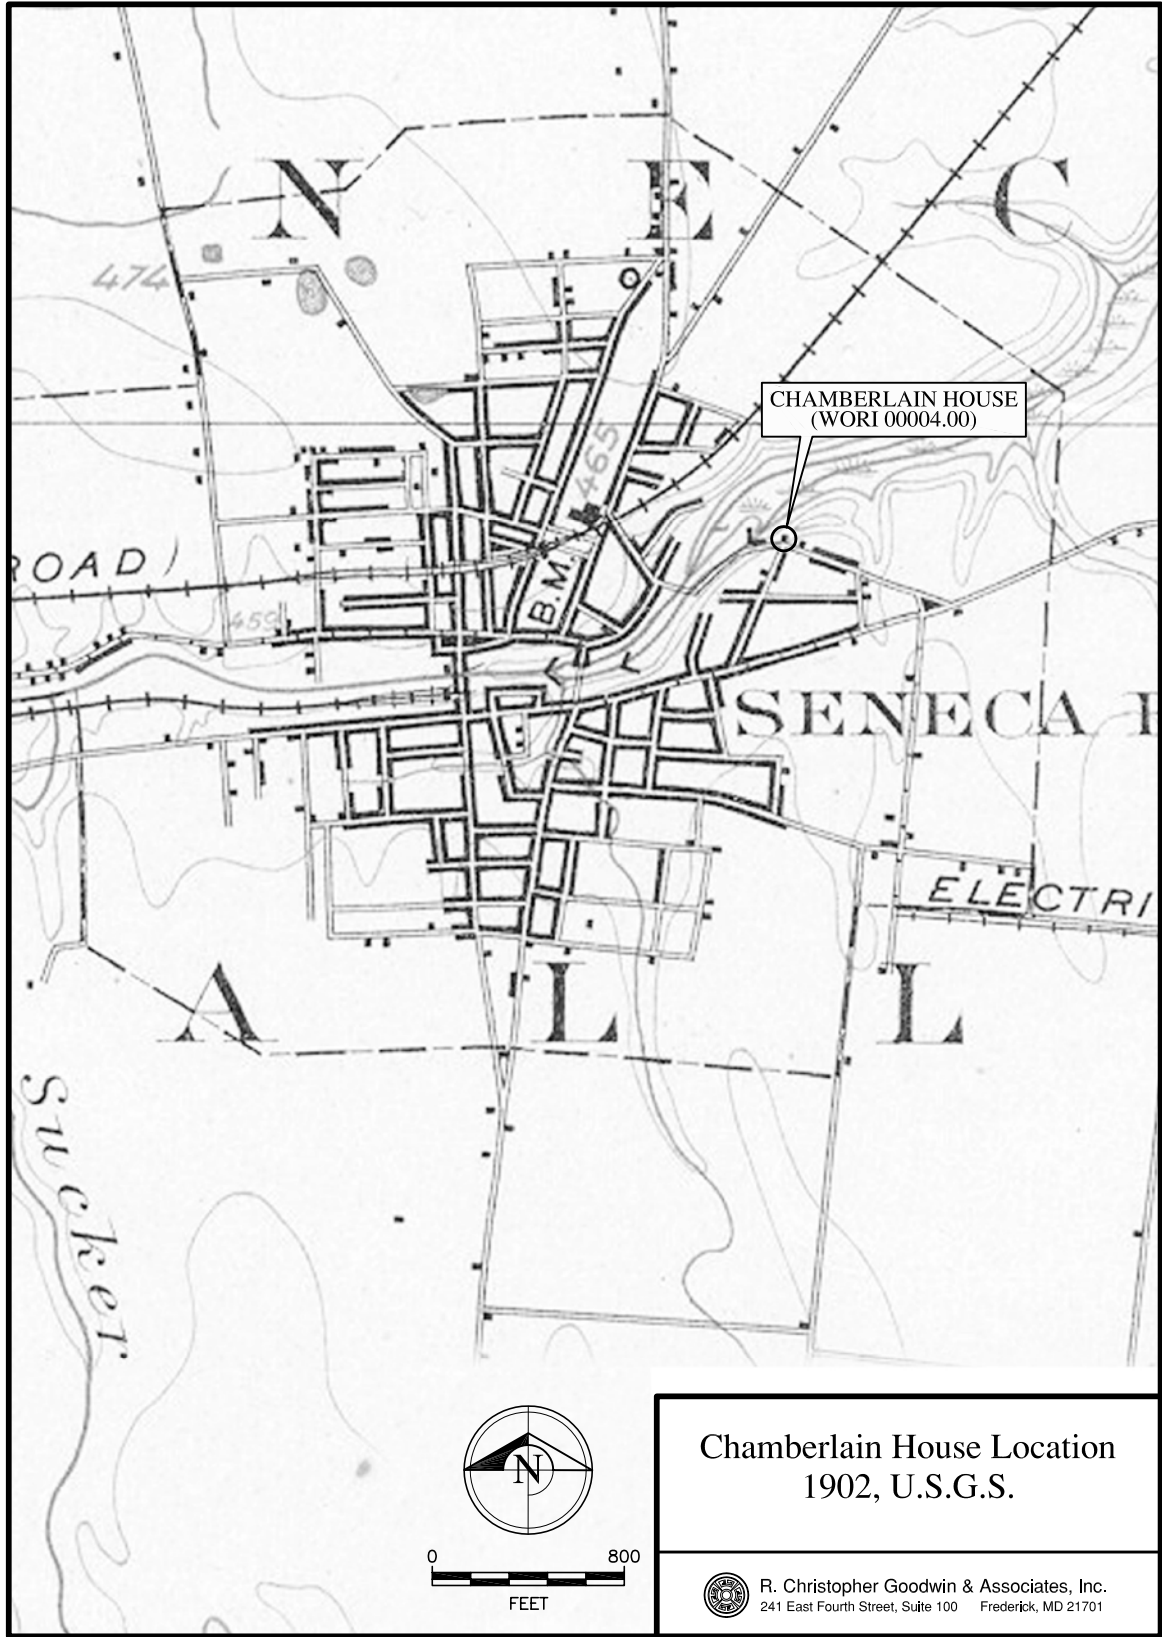 N E C
474
CHAMBERLAIN HOUSE
(WORI 00004.00)
465
ROAD)
B.M.
459
SENECA
ELECTRI
A L L
Sucker
N
0 800
FEET
Chamberlain House Location
1902, U.S.G.S.
R. Christopher Goodwin & Associates, Inc.
241 East Fourth Street, Suite 100 Frederick, MD 21701